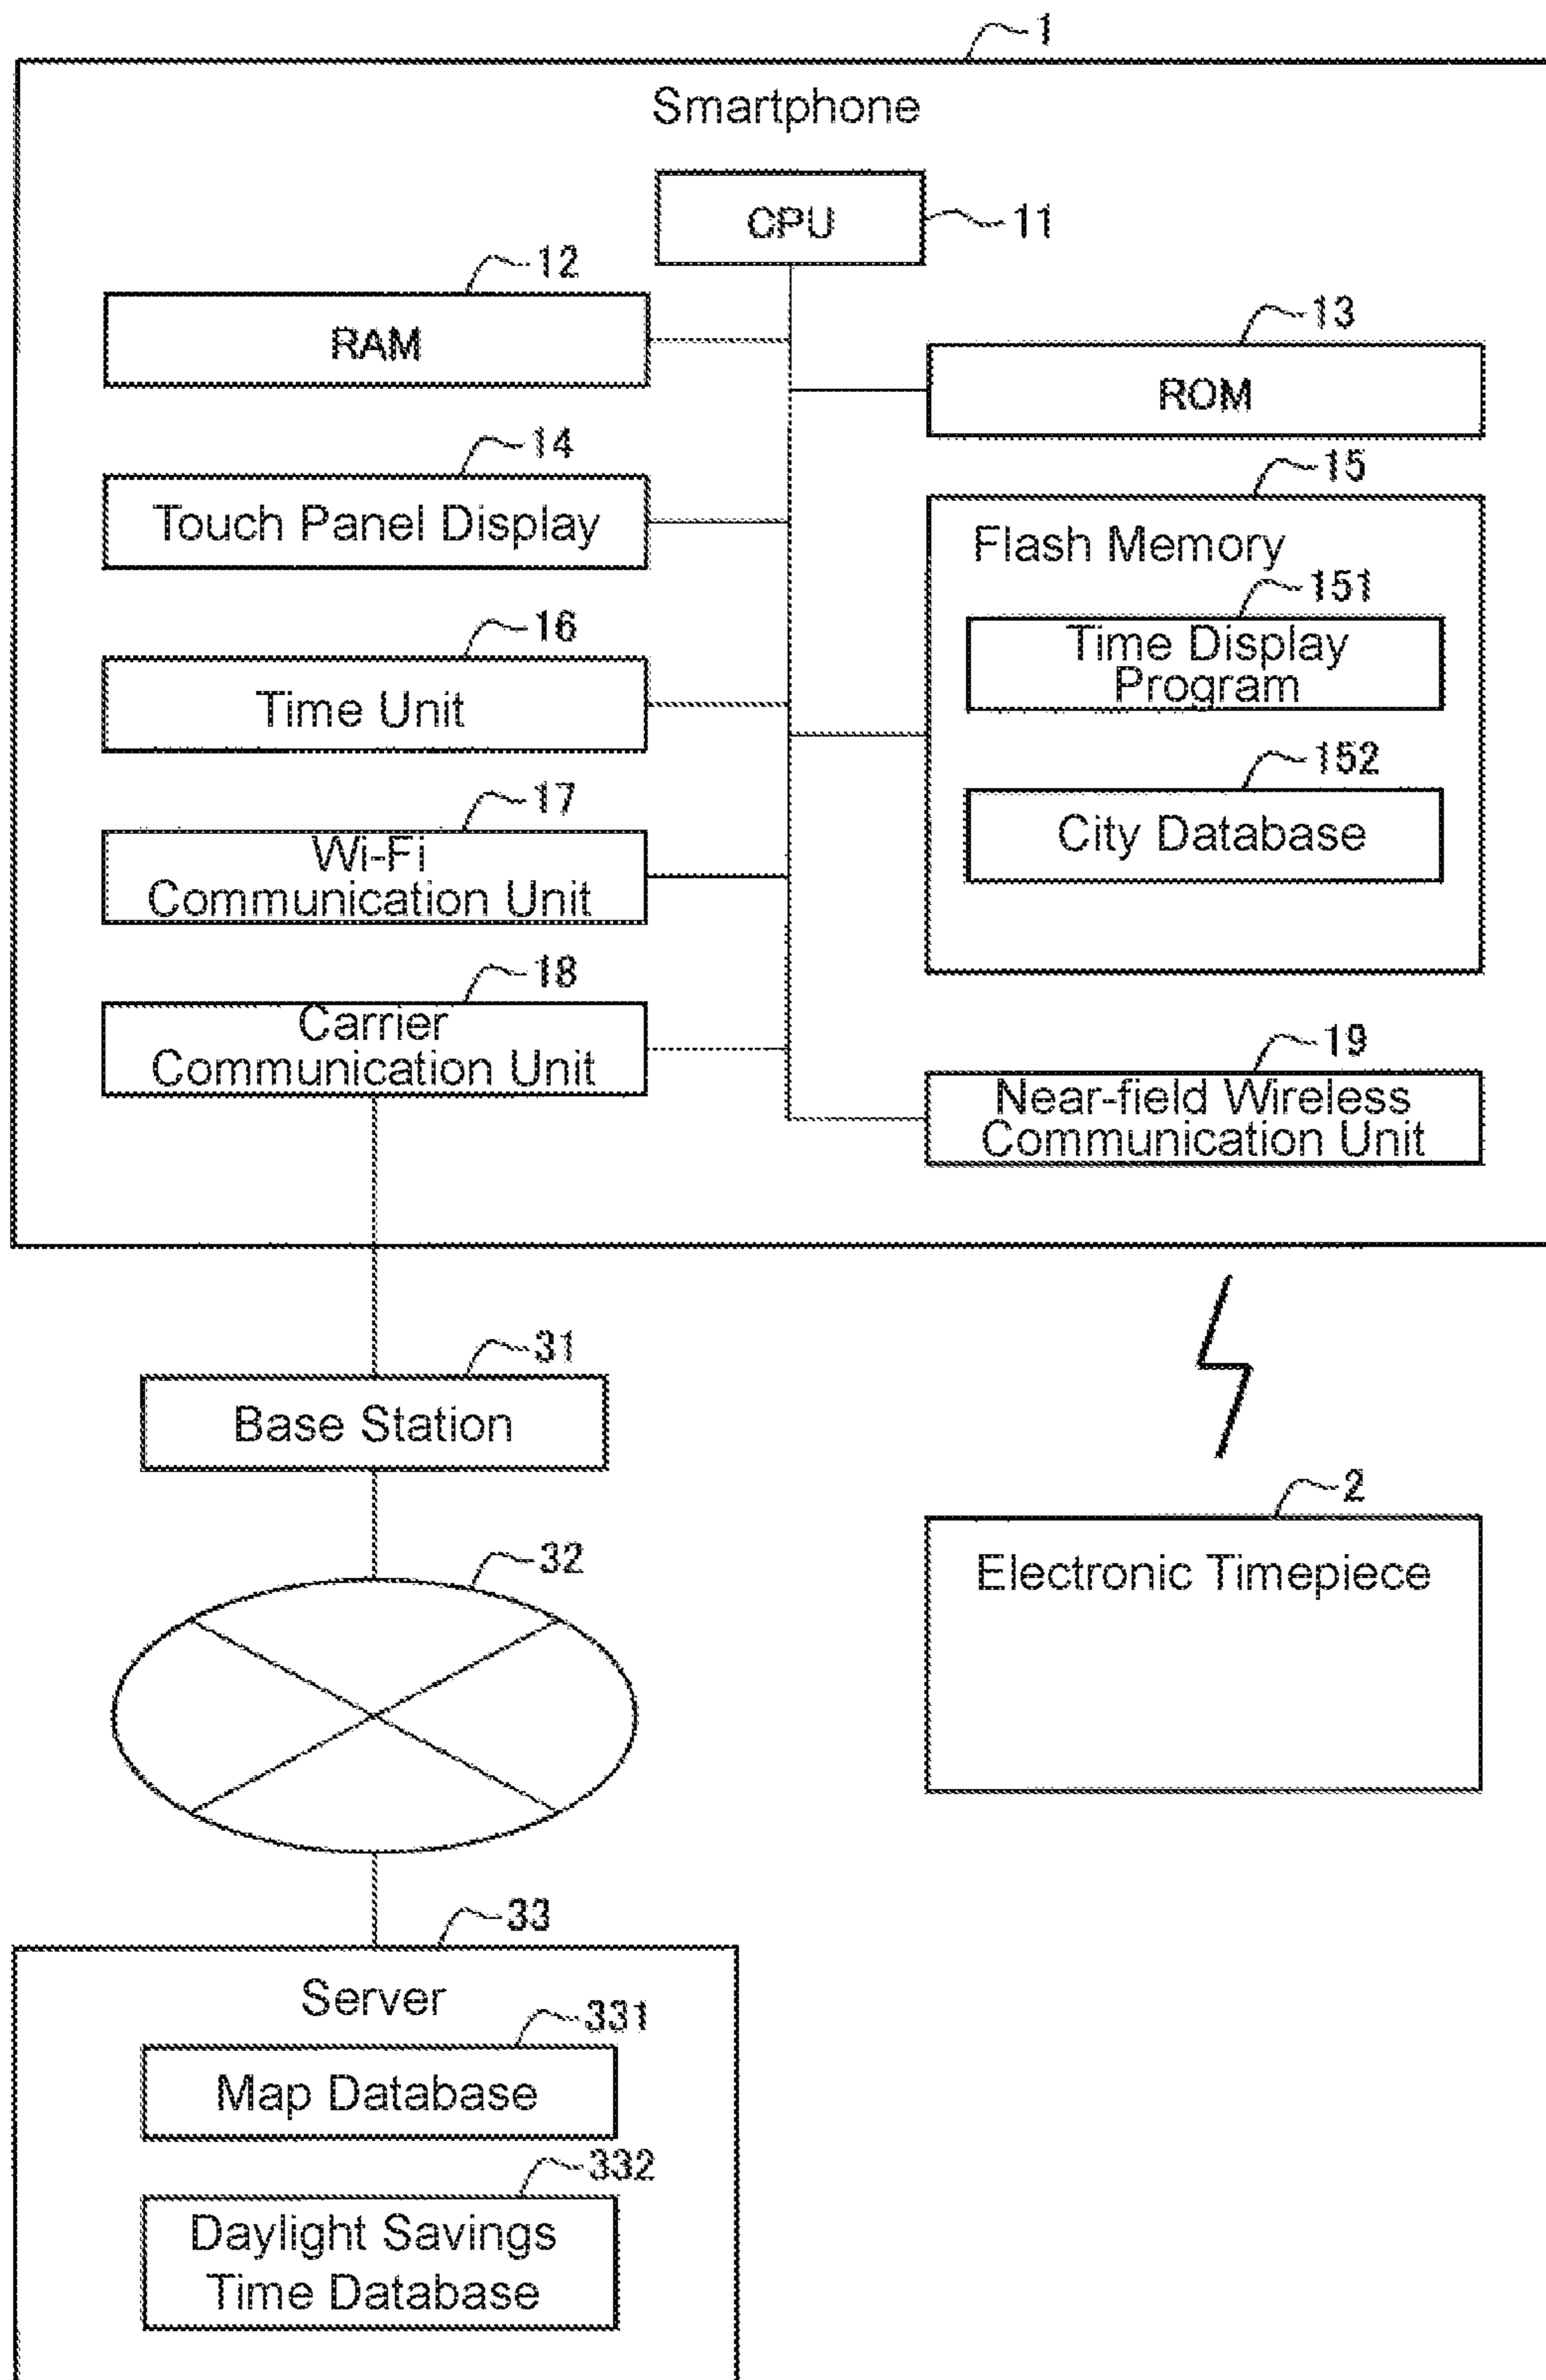 1
Smartphone
CPU
11
12
RAM
13
ROM
14
Touch Panel Display
15
Flash Memory
151
Time Display
Program
16
Time Unit
152
City Database
17
Wi-Fi
Communication Unit
18
Carrier
Communication Unit
19
Near-field Wireless
Communication Unit
31
Base Station
2
Electronic Timepiece
32
33
Server
331
Map Database
332
Daylight Savings
Time Database